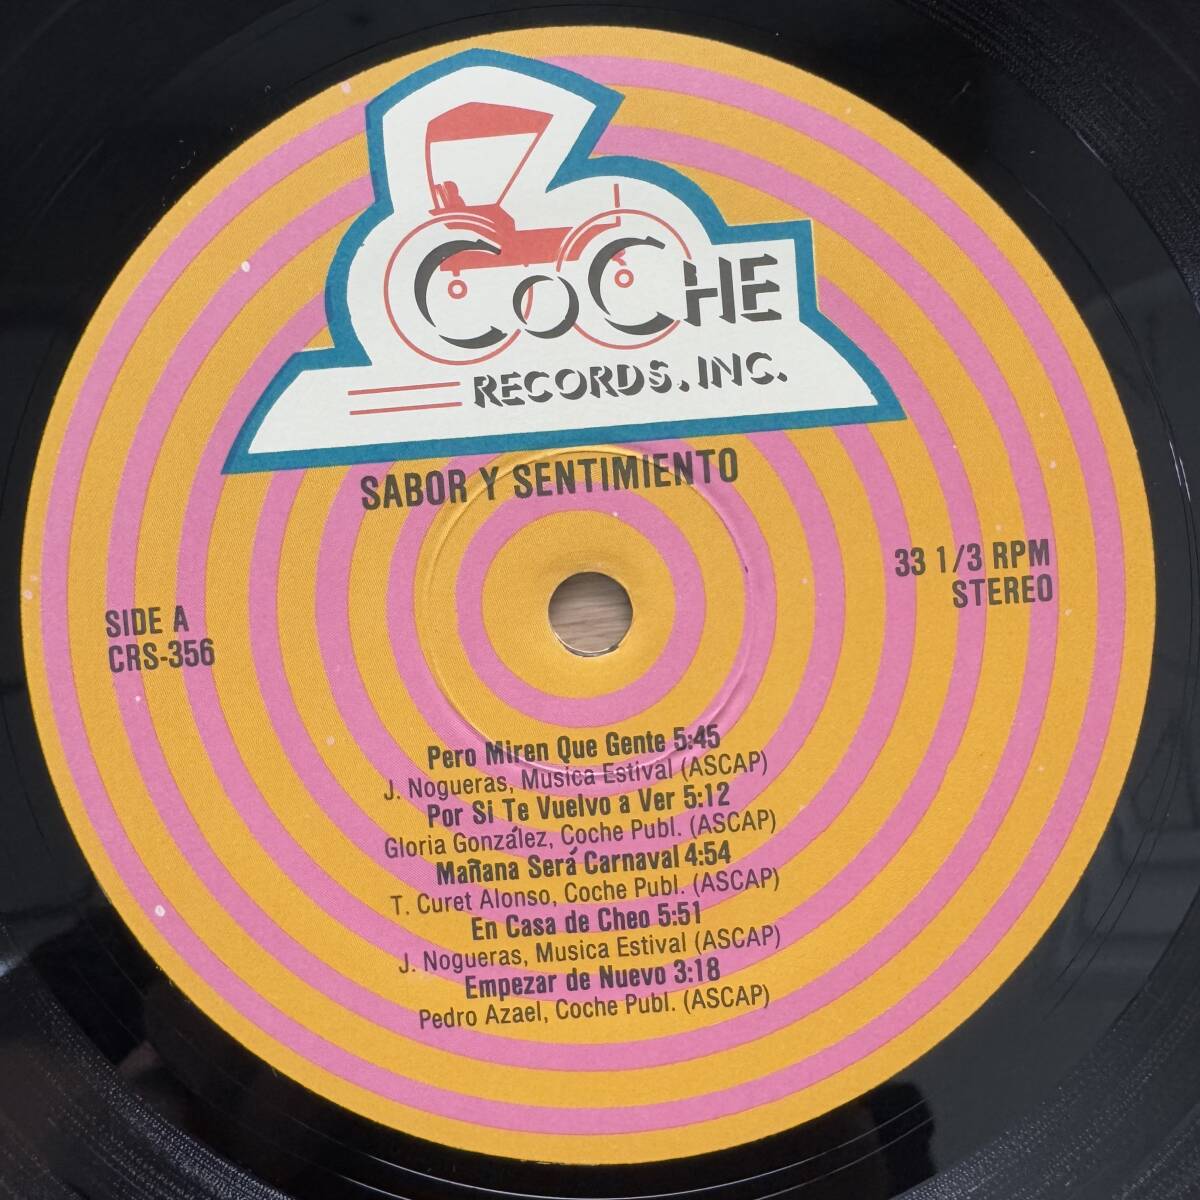 COCHE
RECORDS, INC.
SABOR Y SENTIMIENTO
33 1/3 RPM
STEREO
SIDE A
CRS-356
Pero Miren Que Gente 5:45
J. Nogueras, Musica Estival (ASCAP)
Por Si Te Vuelvo a Ver 5:12
Gloria González, Coche Publ. (ASCAP)
Mañana Será Carnaval 4:54
T. Curet Alonso, Coche Publ. (ASCAP)
En Casa de Cheo 5:51
J. Nogueras, Musica Estival (ASCAP)
Empezar de Nuevo 3:18
Pedro Azael, Coche Publ. (ASCAP)